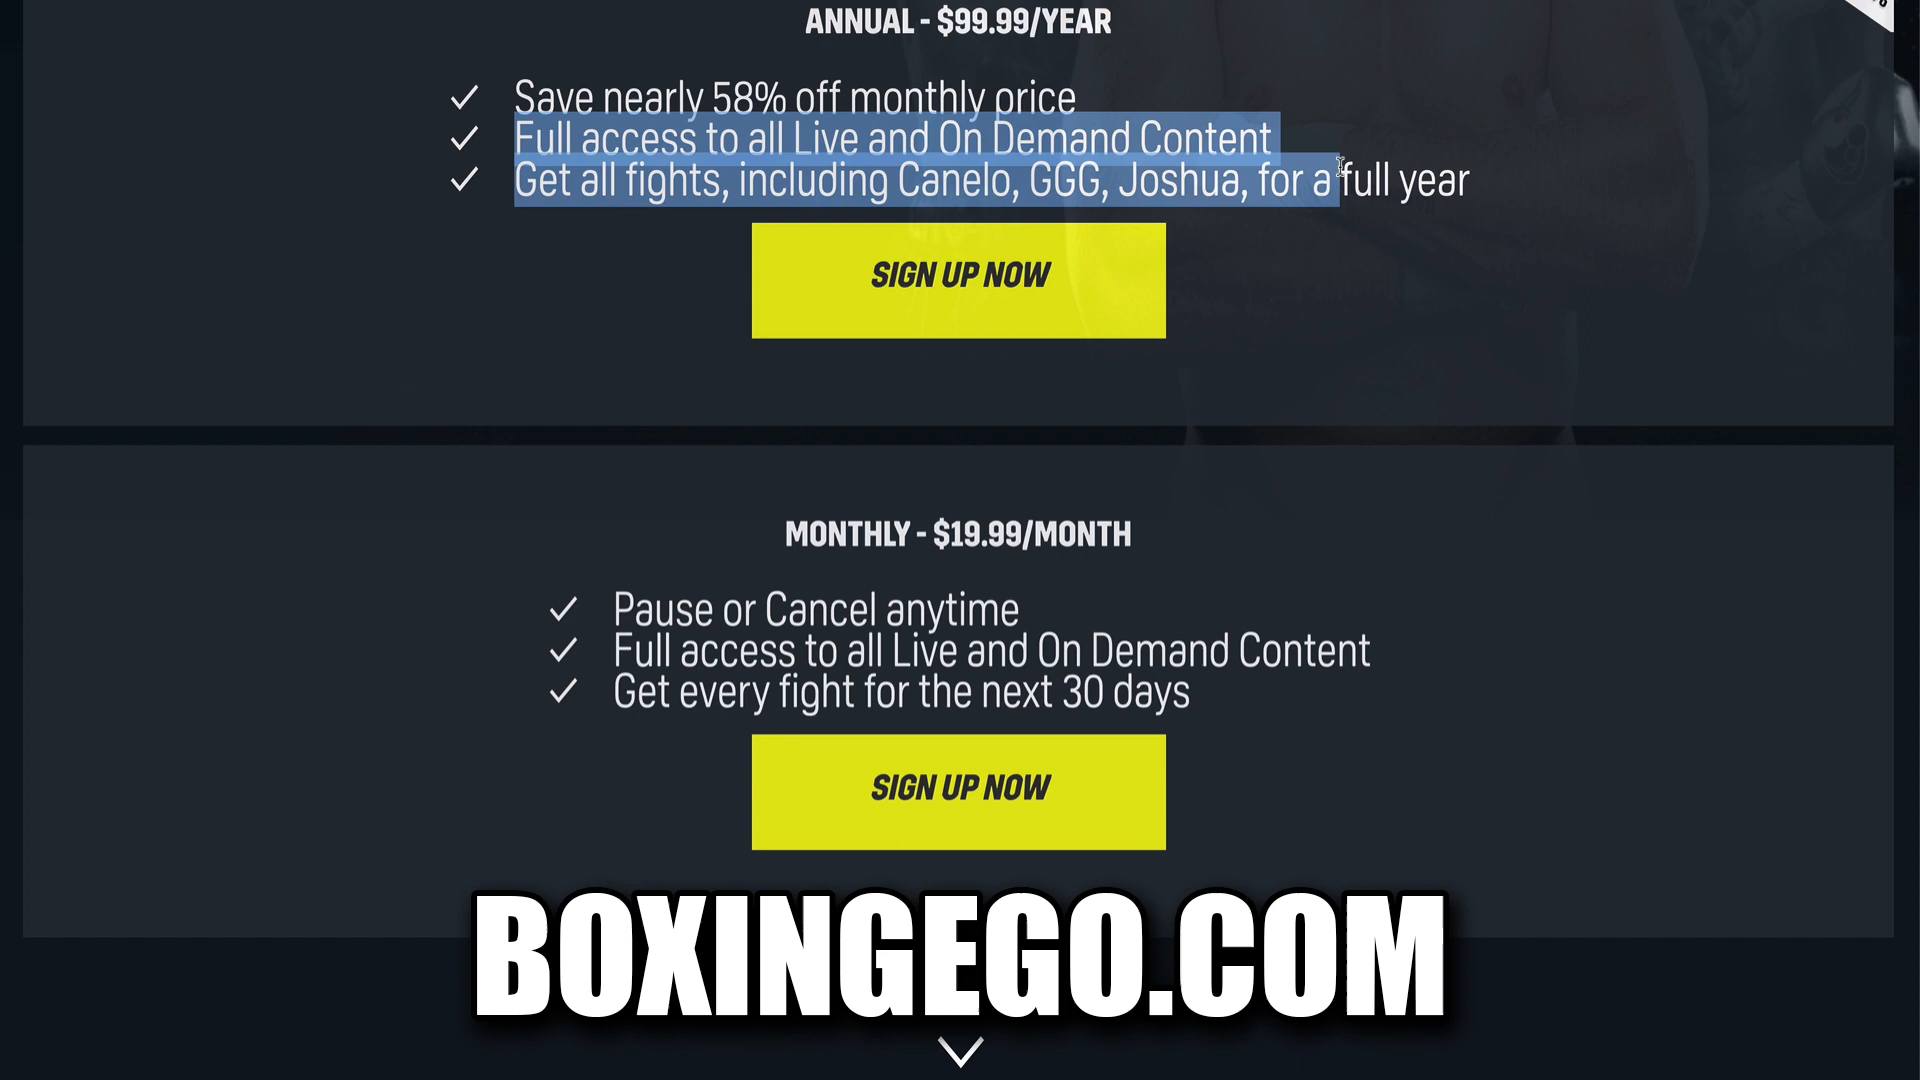 ANNUAL - $99.99/YEAR
Save nearly 58% off monthly price
Full access to all Live and On Demand Content
Get all fights, including Canelo, GGG, Joshua, for a full year
SIGN UP NOW
MONTHLY - $19.99/MONTH
Pause or Cancel anytime
Full access to all Live and On Demand Content
Get every fight for the next 30 days
SIGN UP NOW
BOXINGEGO.COM